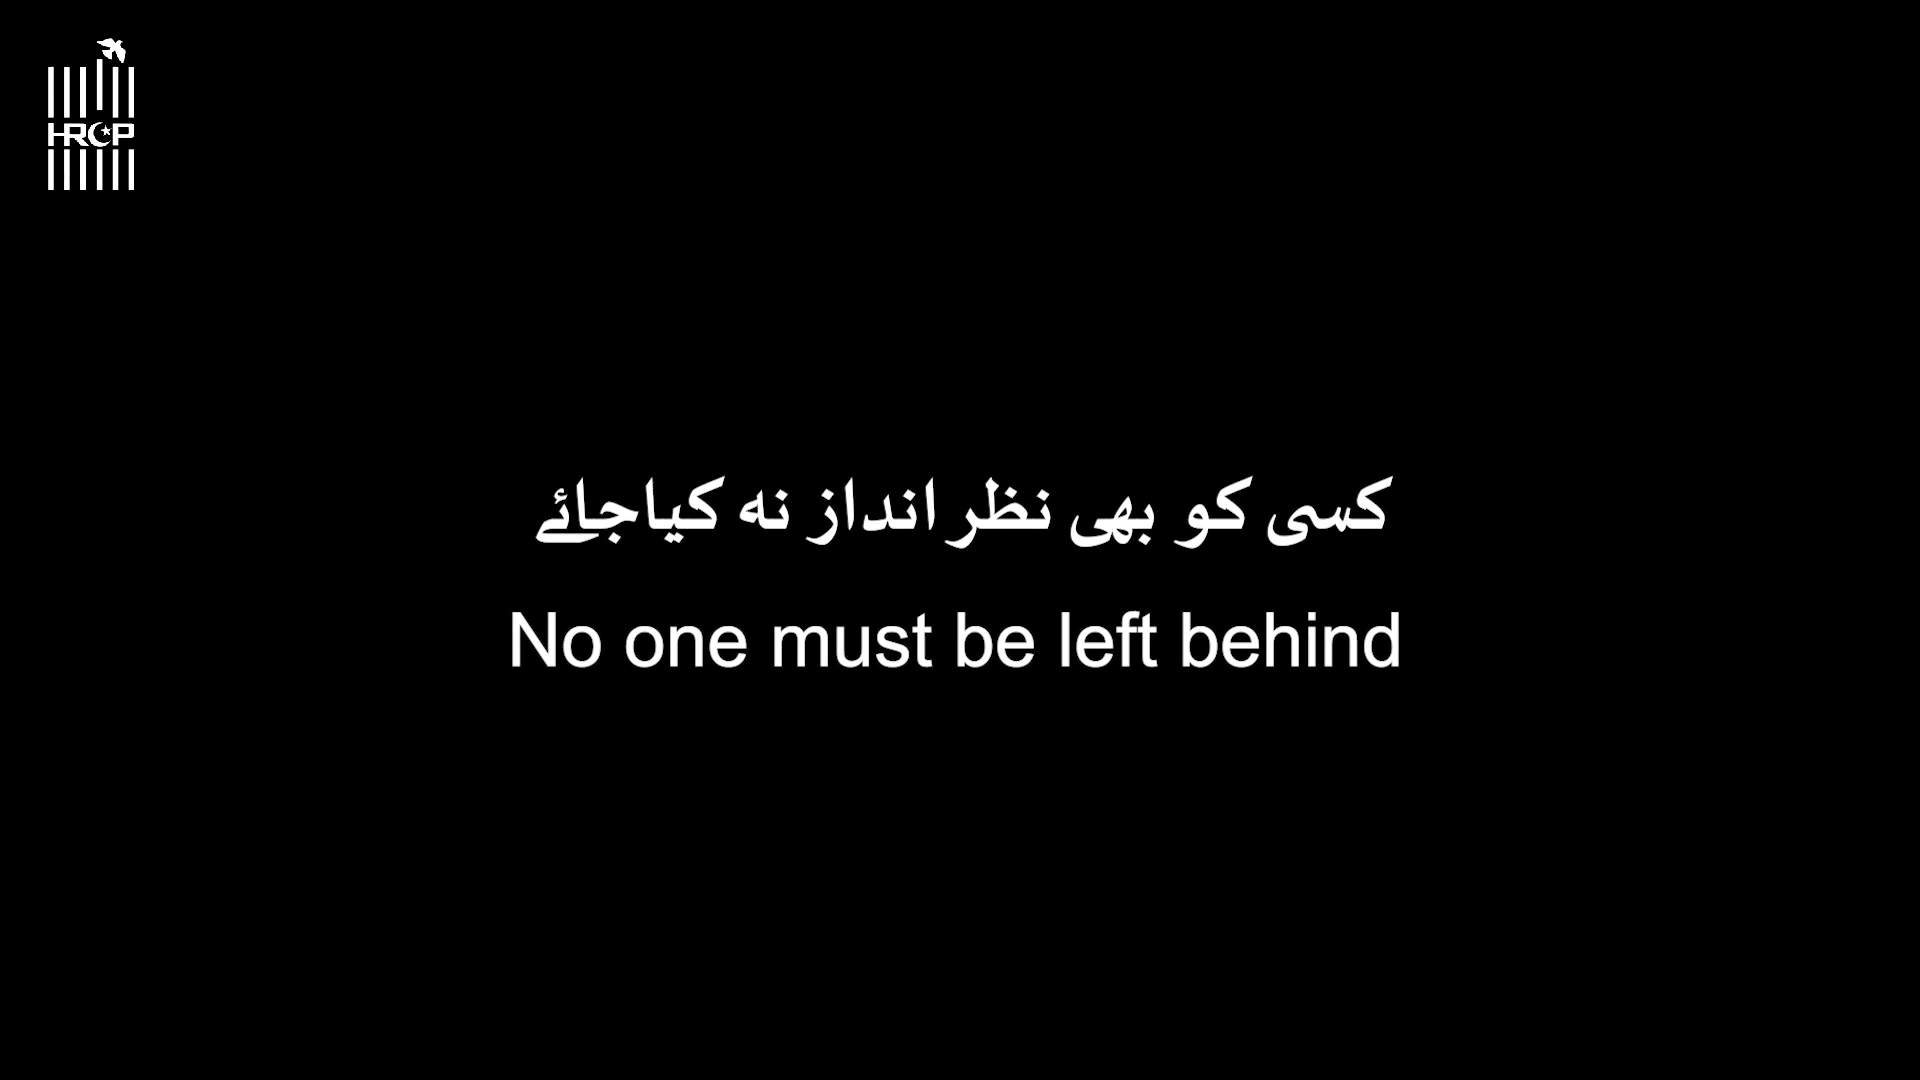 HRCP
کسی کو بھی نظر انداز نہ کیاجائے
No one must be left behind